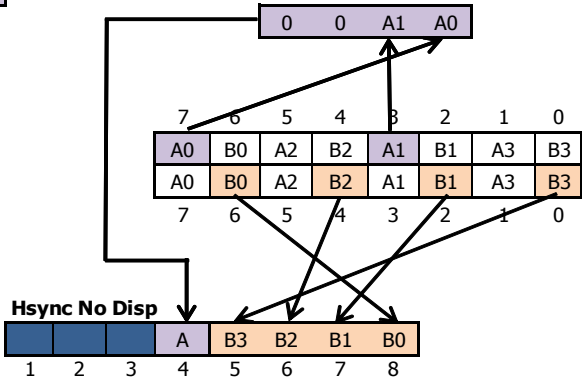 0 0 A1 A0
7 6 5 4 3 2 1 0
A0 B0 A2 B2 A1 B1 A3 B3
A0 B0 A2 B2 A1 B1 A3 B3
7 6 5 4 3 2 1 0
Hsync No Disp
A B3 B2 B1 B0
1 2 3 4 5 6 7 8